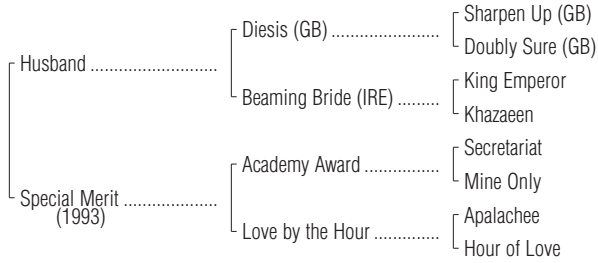 Sharpen Up (GB)
Diesis (GB) ........................
Doubly Sure (GB)
Husband ............................
King Emperor
Beaming Bride (IRE) .........
Khazaeen
Secretariat
Academy Award ................
Mine Only
Special Merit ....................
(1993)
Apalachee
Love by the Hour ..............
Hour of Love